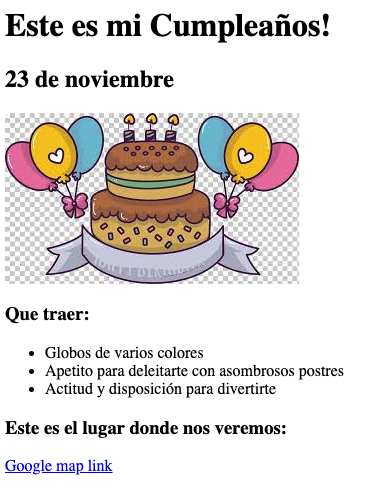 Este es mi Cumpleaños!
23 de noviembre
Que traer:
Globos de varios colores
Apetito para deleitarte con asombrosos postres
Actitud y disposición para divertirte
Este es el lugar donde nos veremos:
Google map link